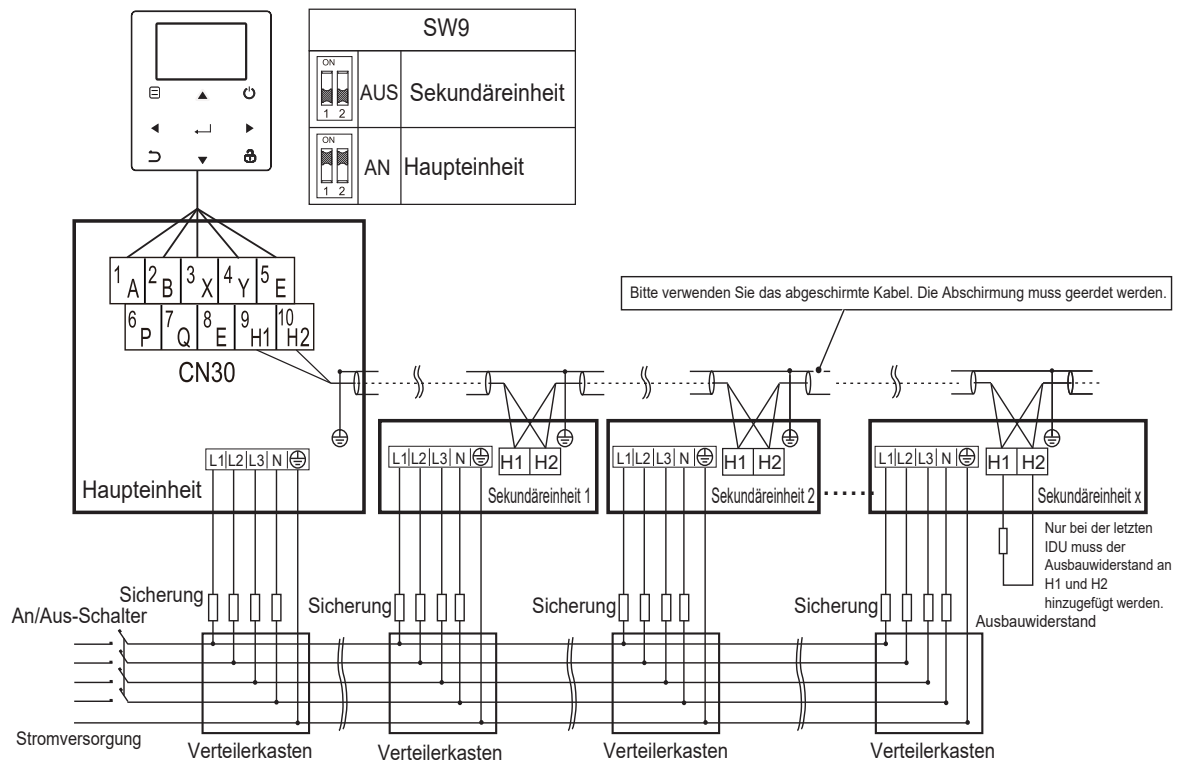 SW9
ON
1 2
AUS
Sekundäreinheit
ON
1 2
AN
Haupteinheit
1 A 2 B 3 X 4 Y 5 E
6 P 7 Q 8 E 9 H1 10 H2
CN30
Bitte verwenden Sie das abgeschirmte Kabel. Die Abschirmung muss geerdet werden.
L1 L2 L3 N
Haupteinheit
L1 L2 L3 N
H1 H2
Sekundäreinheit 1
L1 L2 L3 N
H1 H2
Sekundäreinheit 2
L1 L2 L3 N
H1 H2
Sekundäreinheit x
Nur bei der letzten
IDU muss der
Ausbauwiderstand an
H1 und H2
hinzugefügt werden.
Ausbauwiderstand
An/Aus-Schalter
Sicherung
Sicherung
Sicherung
Sicherung
Stromversorgung
Verteilerkasten
Verteilerkasten
Verteilerkasten
Verteilerkasten